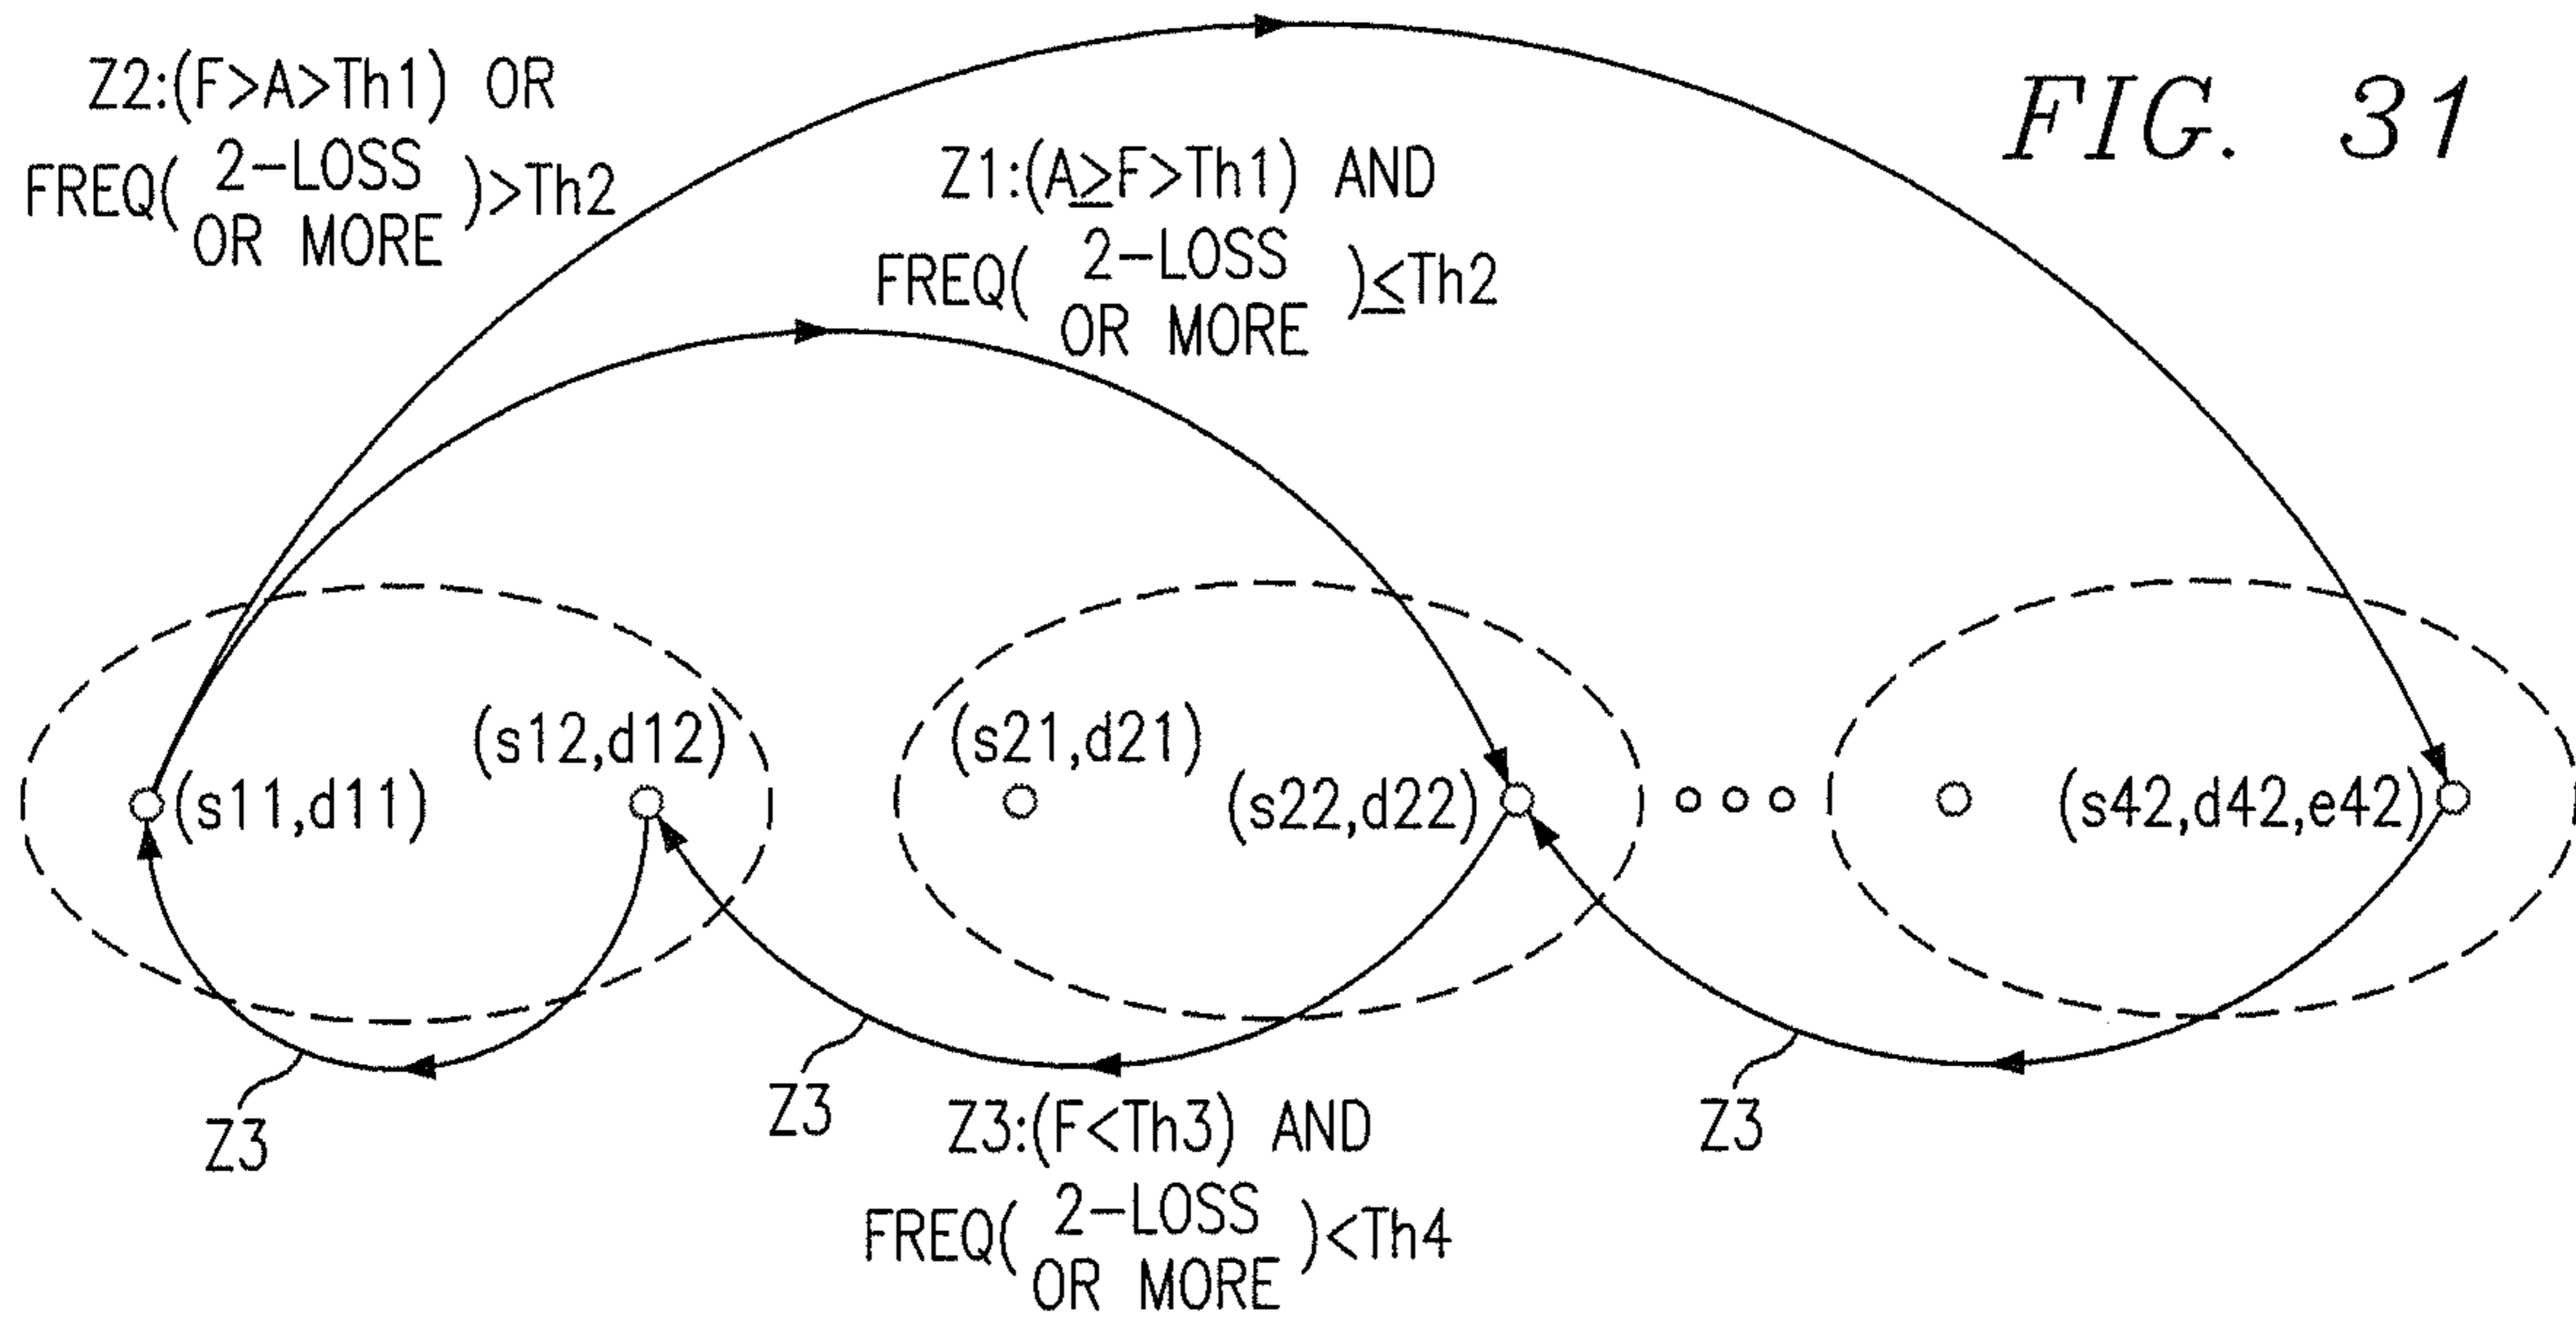 FIG. 31
Z2:(F>A>Th1) OR
FREQ( 2-LOSS OR MORE )>Th2
Z1:(A≥F>Th1) AND
FREQ( 2-LOSS OR MORE )≤Th2
(s11,d11)
(s12,d12)
(s21,d21)
(s22,d22)
(s42,d42,e42)
Z3
Z3
Z3
Z3:(F<Th3) AND
FREQ( 2-LOSS OR MORE )<Th4